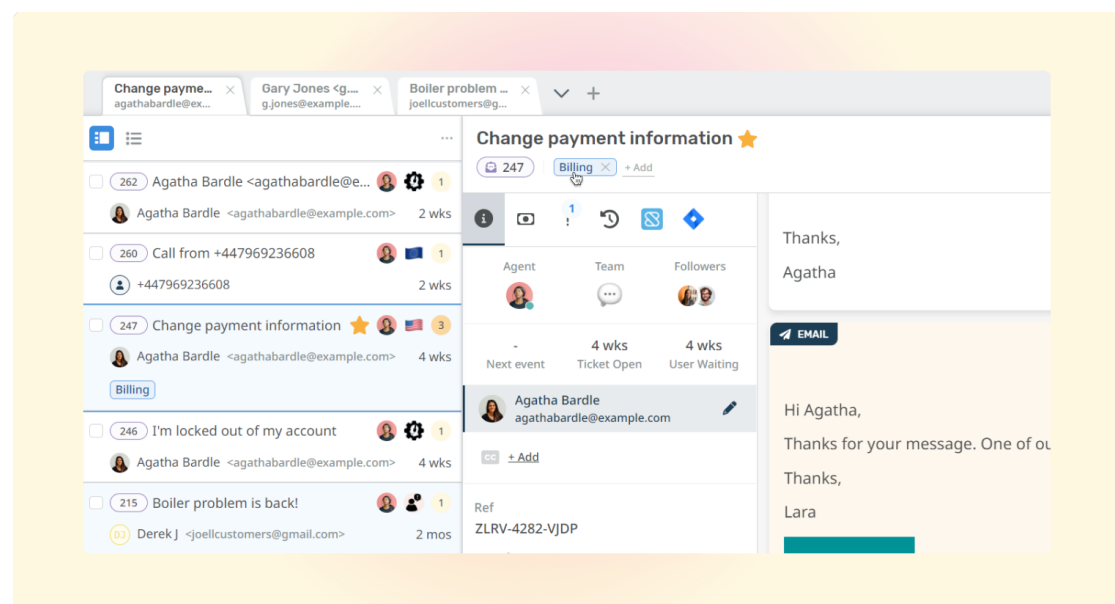 Change payme...
agathabardle@ex...
Gary Jones <g....
g.jones@example....
Boiler problem ...
joellcustomers@g...
262 Agatha Bardle <agathabardle@e... 1
Agatha Bardle <agathabardle@example.com> 2 wks
260 Call from +447969236608 1
+447969236608 2 wks
247 Change payment information 3
Agatha Bardle <agathabardle@example.com> 4 wks
Billing
246 I'm locked out of my account 1
Agatha Bardle <agathabardle@example.com> 4 wks
215 Boiler problem is back! 1
DJ Derek J <joellcustomers@gmail.com> 2 mos
Change payment information
247 Billing + Add
1
Agent Team Followers
- 4 wks 4 wks
Next event Ticket Open User Waiting
Agatha Bardle
agathabardle@example.com
CC + Add
Ref
ZLRV-4282-VJDP
Thanks,
Agatha
EMAIL
Hi Agatha,
Thanks for your message. One of ou
Thanks,
Lara